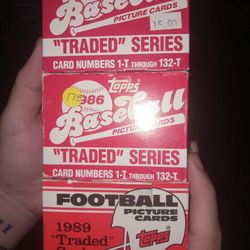 Baseball
PICTURE CARDS
15.00
"TRADED" SERIES
CARD NUMBERS 1-T THROUGH 132-T
1986
TOPPS
Baseball
PICTURE CARDS
"TRADED" SERIES
CARD NUMBERS 1-T THROUGH 132-T
FOOTBALL
PICTURE
CARDS
1989
"Traded"
TOPPS